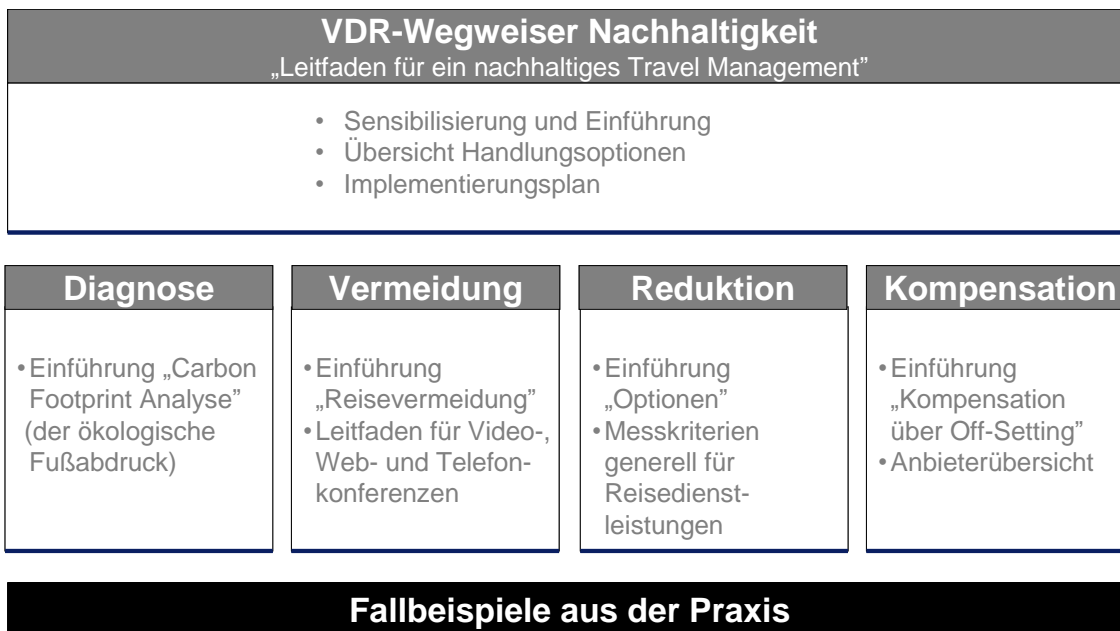 VDR-Wegweiser Nachhaltigkeit
„Leitfaden für ein nachhaltiges Travel Management”
• Sensibilisierung und Einführung
• Übersicht Handlungsoptionen
• Implementierungsplan
Diagnose
• Einführung „Carbon
Footprint Analyse”
(der ökologische
Fußabdruck)
Vermeidung
• Einführung
„Reisevermeidung”
• Leitfaden für Video-,
Web- und Telefon-
konferenzen
Reduktion
• Einführung
„Optionen”
• Messkriterien
generell für
Reisedienst-
leistungen
Kompensation
• Einführung
„Kompensation
über Off-Setting”
• Anbieterübersicht
Fallbeispiele aus der Praxis